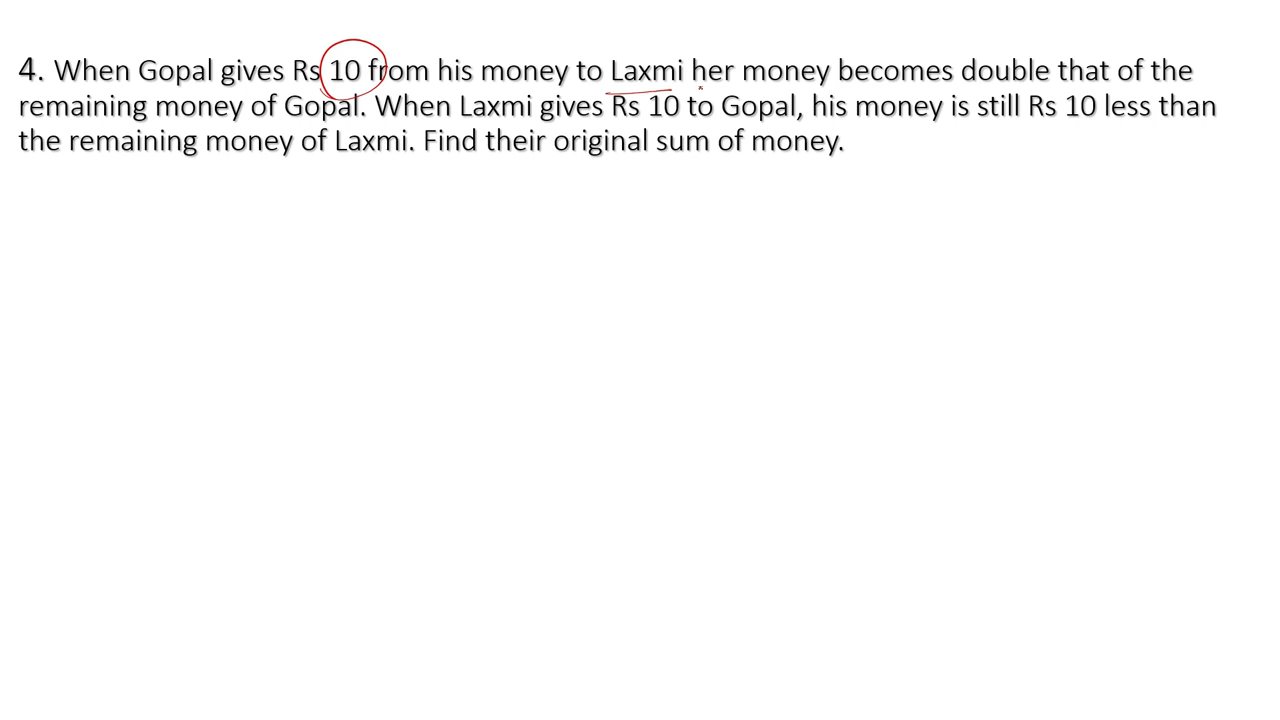 4. When Gopal gives Rs 10 from his money to Laxmi her money becomes double that of the
remaining money of Gopal. When Laxmi gives Rs 10 to Gopal, his money is still Rs 10 less than
the remaining money of Laxmi. Find their original sum of money.